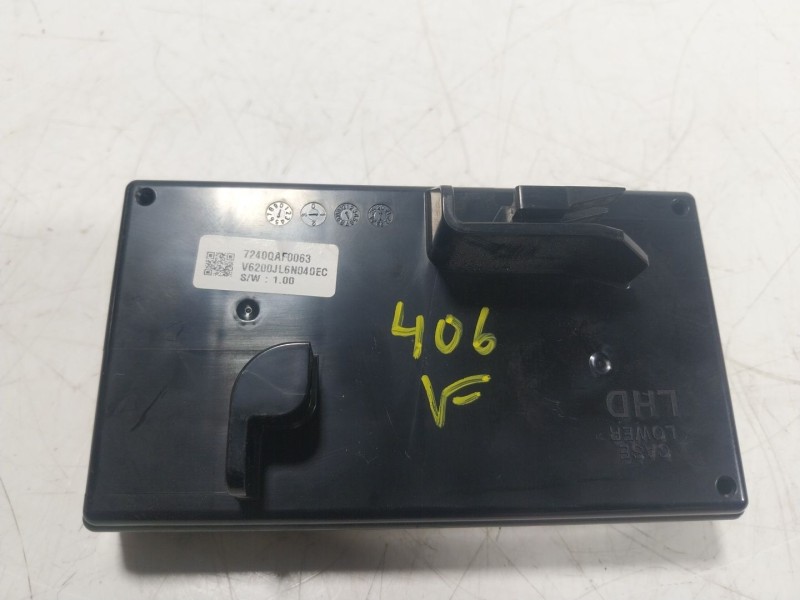 7240QAF0063
V6200JL6N040EC
S/W : 1.00
406
V
LHD
CASE
LOWER